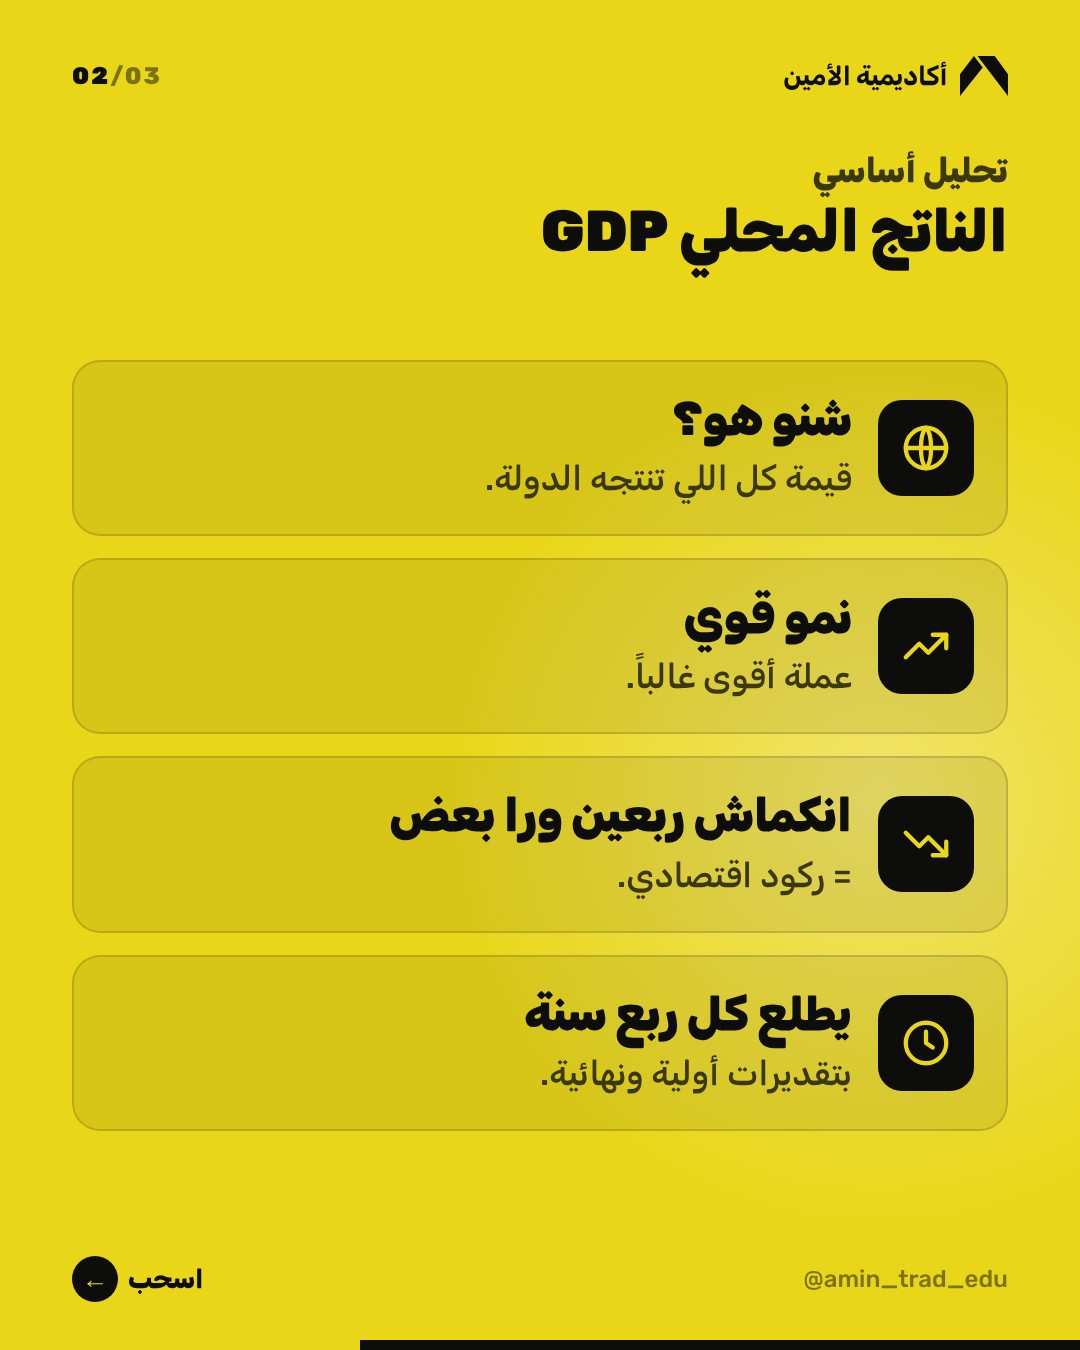 أكاديمية الأمين
02/03
تحليل أساسي
الناتج المحلي GDP
شنو هو؟
قيمة كل اللي تنتجه الدولة.
نمو قوي
عملة أقوى غالباً.
انكماش ربعين ورا بعض
= ركود اقتصادي.
يطلع كل ربع سنة
بتقديرات أولية ونهائية.
@amin_trad_edu
اسحب ←